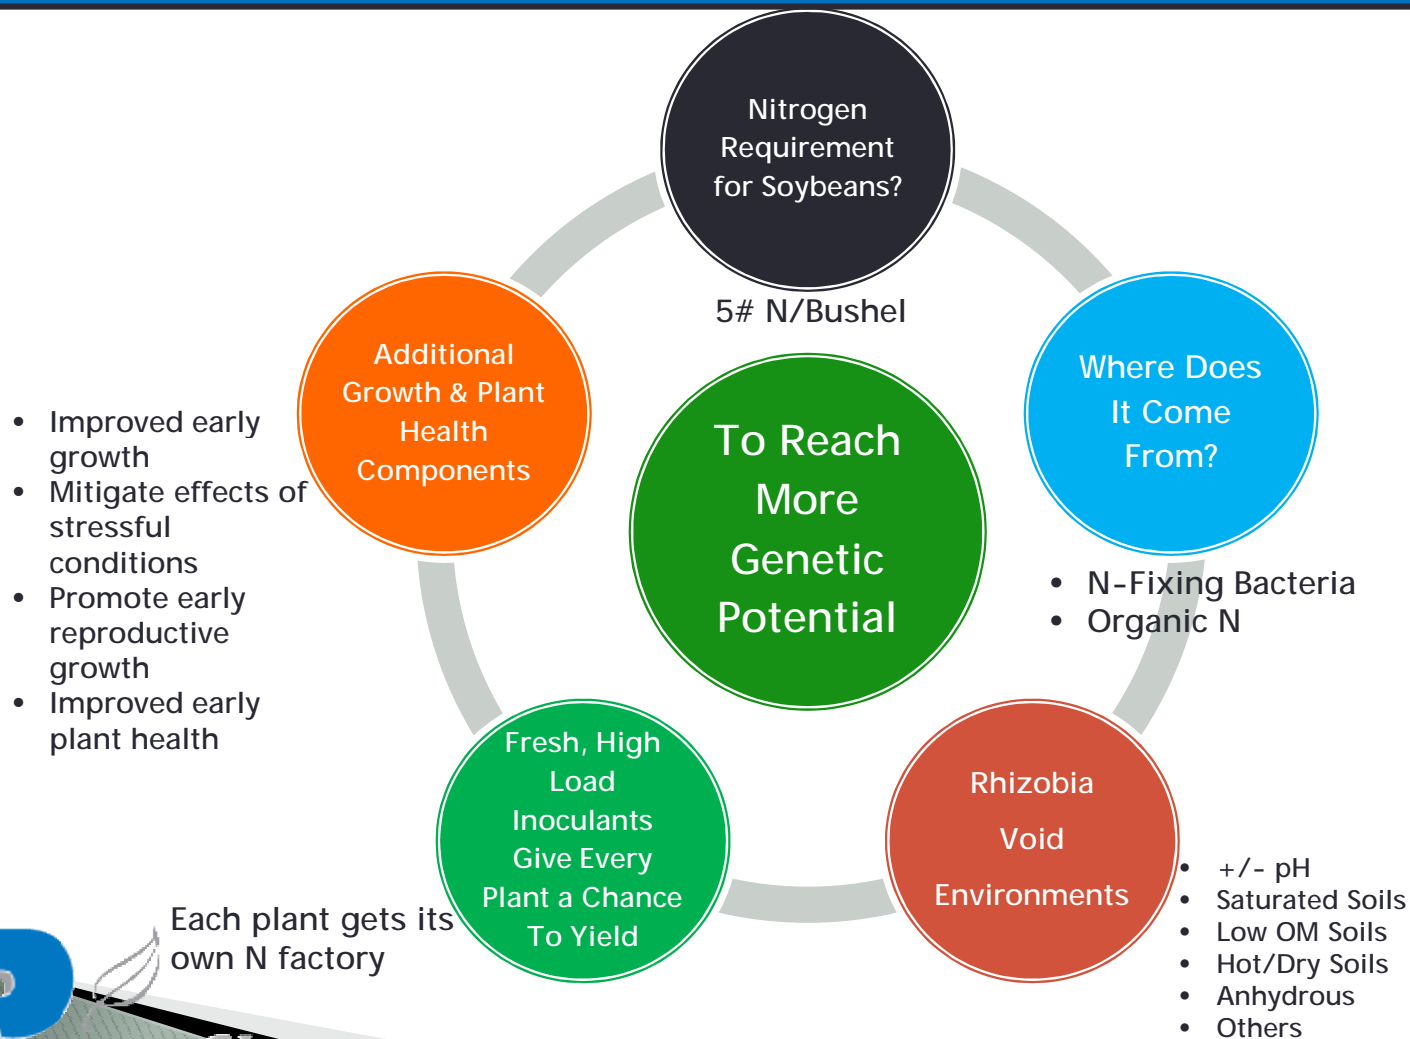 Nitrogen
Requirement
for Soybeans?
5# N/Bushel
Where Does
It Come
From?
• N-Fixing Bacteria
• Organic N
Rhizobia
Void
Environments
• +/- pH
• Saturated Soils
• Low OM Soils
• Hot/Dry Soils
• Anhydrous
• Others
Fresh, High
Load
Inoculants
Give Every
Plant a Chance
To Yield
Each plant gets its
own N factory
Additional
Growth & Plant
Health
Components
• Improved early
growth
• Mitigate effects of
stressful
conditions
• Promote early
reproductive
growth
• Improved early
plant health
To Reach
More
Genetic
Potential